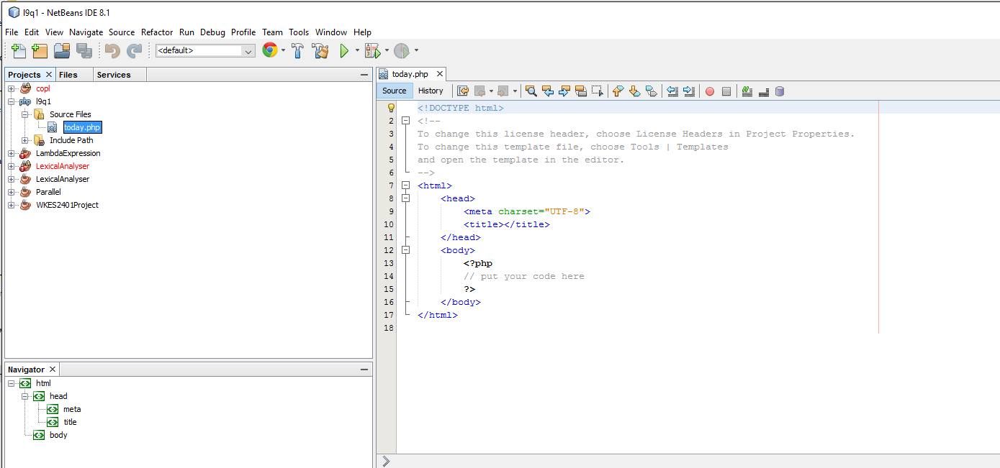 l9q1 - NetBeans IDE 8.1
File Edit View Navigate Source Refactor Run Debug Profile Team Tools Window Help
<default>
Projects Files Services
copl
php l9q1
Source Files
today.php
Include Path
LambdaExpression
LexicalAnalyser
LexicalAnalyser
Parallel
WKES2401Project
Navigator
html
head
meta
title
body
today.php
Source History
<!DOCTYPE html>
2 <!--
3 To change this license header, choose License Headers in Project Properties.
4 To change this template file, choose Tools | Templates
5 and open the template in the editor.
6 -->
7 <html>
8 <head>
9 <meta charset="UTF-8">
10 <title></title>
11 </head>
12 <body>
13 <?php
14 // put your code here
15 ?>
16 </body>
17 </html>
18